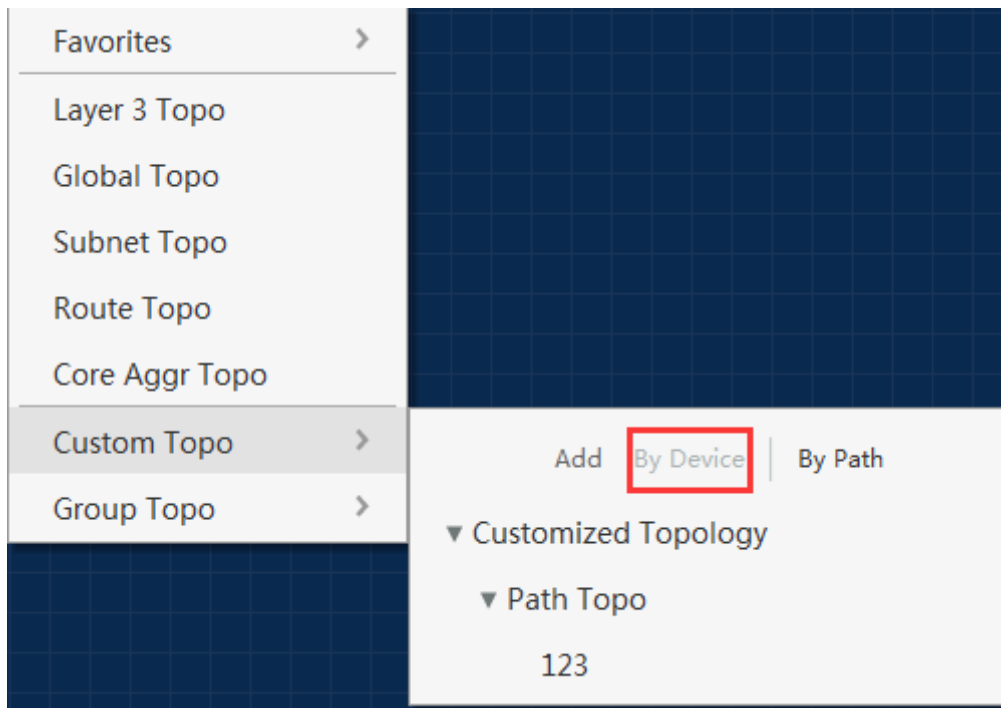 Favorites
Layer 3 Topo
Global Topo
Subnet Topo
Route Topo
Core Aggr Topo
Custom Topo
Group Topo
Add By Device By Path
Customized Topology
Path Topo
123